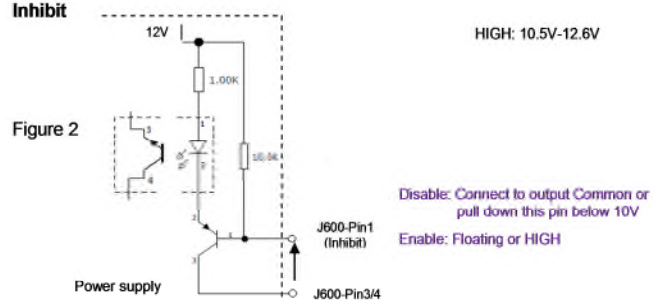 Inhibit
12V
HIGH: 10.5V-12.6V
1.00K
Figure 2
3
1
4
2
10.0K
Disable: Connect to output Common or
pull down this pin below 10V
2
1
J600-Pin1
(Inhibit)
Enable: Floating or HIGH
3
Power supply
J600-Pin3/4